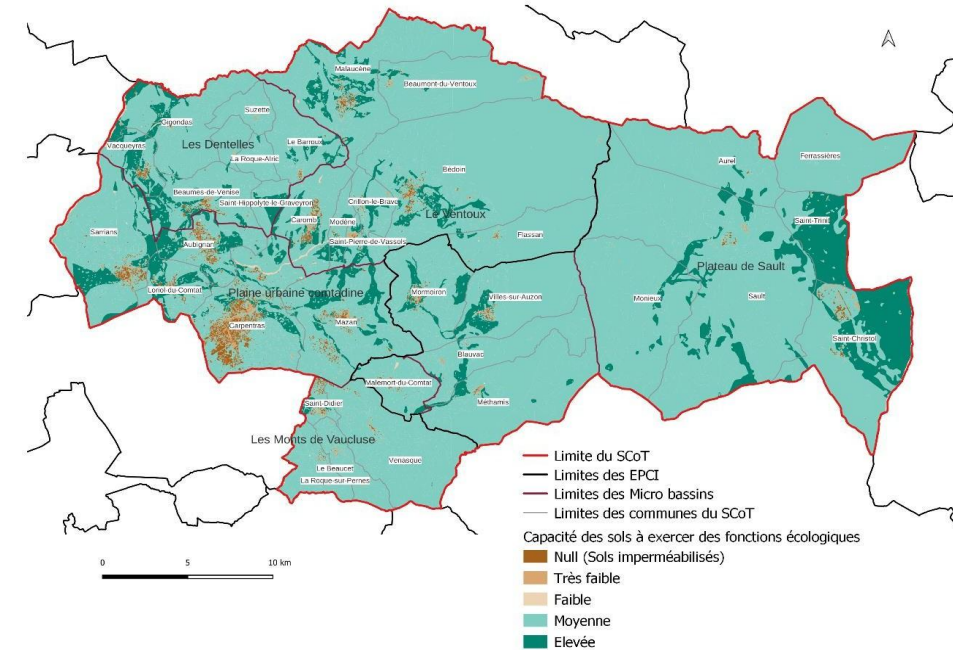 Malaucène
Beaumont-du-Ventoux
Suzette
Gigondas
Vacqueyras
Les Dentelles
Le Barroux
La Roque-Alric
Aurel
Ferrassières
Bédoin
Beaumes-de-Venise
Saint-Hippolyte-le-Graveyron
Crillon-le-Brave
Le Ventoux
Saint-Trinit
Caromb
Modène
Sarrians
Flassan
Aubignan
Saint-Pierre-de-Vassols
Plateau de Sault
Loriol-du-Comtat
Plaine urbaine comtadine
Mormoiron
Villes-sur-Auzon
Monieux
Sault
Carpentras
Mazan
Saint-Christol
Blauvac
Malemort-du-Comtat
Saint-Didier
Méthamis
Les Monts de Vaucluse
Venasque
Le Beaucet
La Roque-sur-Pernes
Limite du SCoT
Limites des EPCI
Limites des Micro bassins
Limites des communes du SCoT
Capacité des sols à exercer des fonctions écologiques
Null (Sols imperméabilisés)
Très faible
Faible
Moyenne
Elevée
0 5 10 km